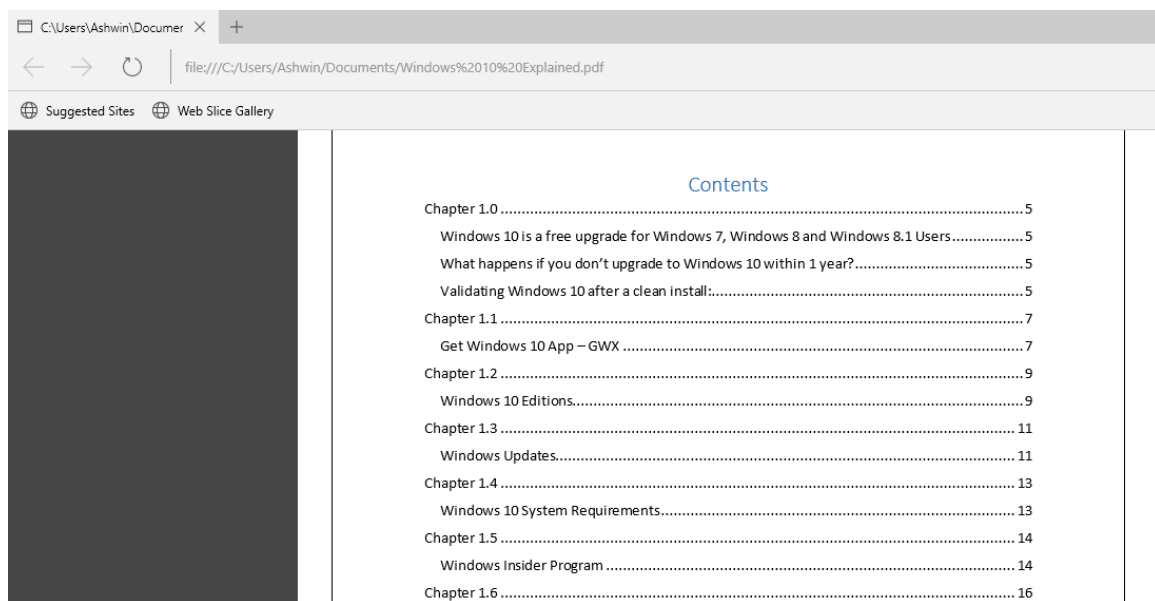 C:\Users\Ashwin\Documer
file:///C:/Users/Ashwin/Documents/Windows%2010%20Explained.pdf
Suggested Sites Web Slice Gallery
Contents
Chapter 1.0 ........ 5
Windows 10 is a free upgrade for Windows 7, Windows 8 and Windows 8.1 Users ........ 5
What happens if you don’t upgrade to Windows 10 within 1 year? ........ 5
Validating Windows 10 after a clean install: ........ 5
Chapter 1.1 ........ 7
Get Windows 10 App – GWX ........ 7
Chapter 1.2 ........ 9
Windows 10 Editions ........ 9
Chapter 1.3 ........ 11
Windows Updates ........ 11
Chapter 1.4 ........ 13
Windows 10 System Requirements ........ 13
Chapter 1.5 ........ 14
Windows Insider Program ........ 14
Chapter 1.6 ........ 16